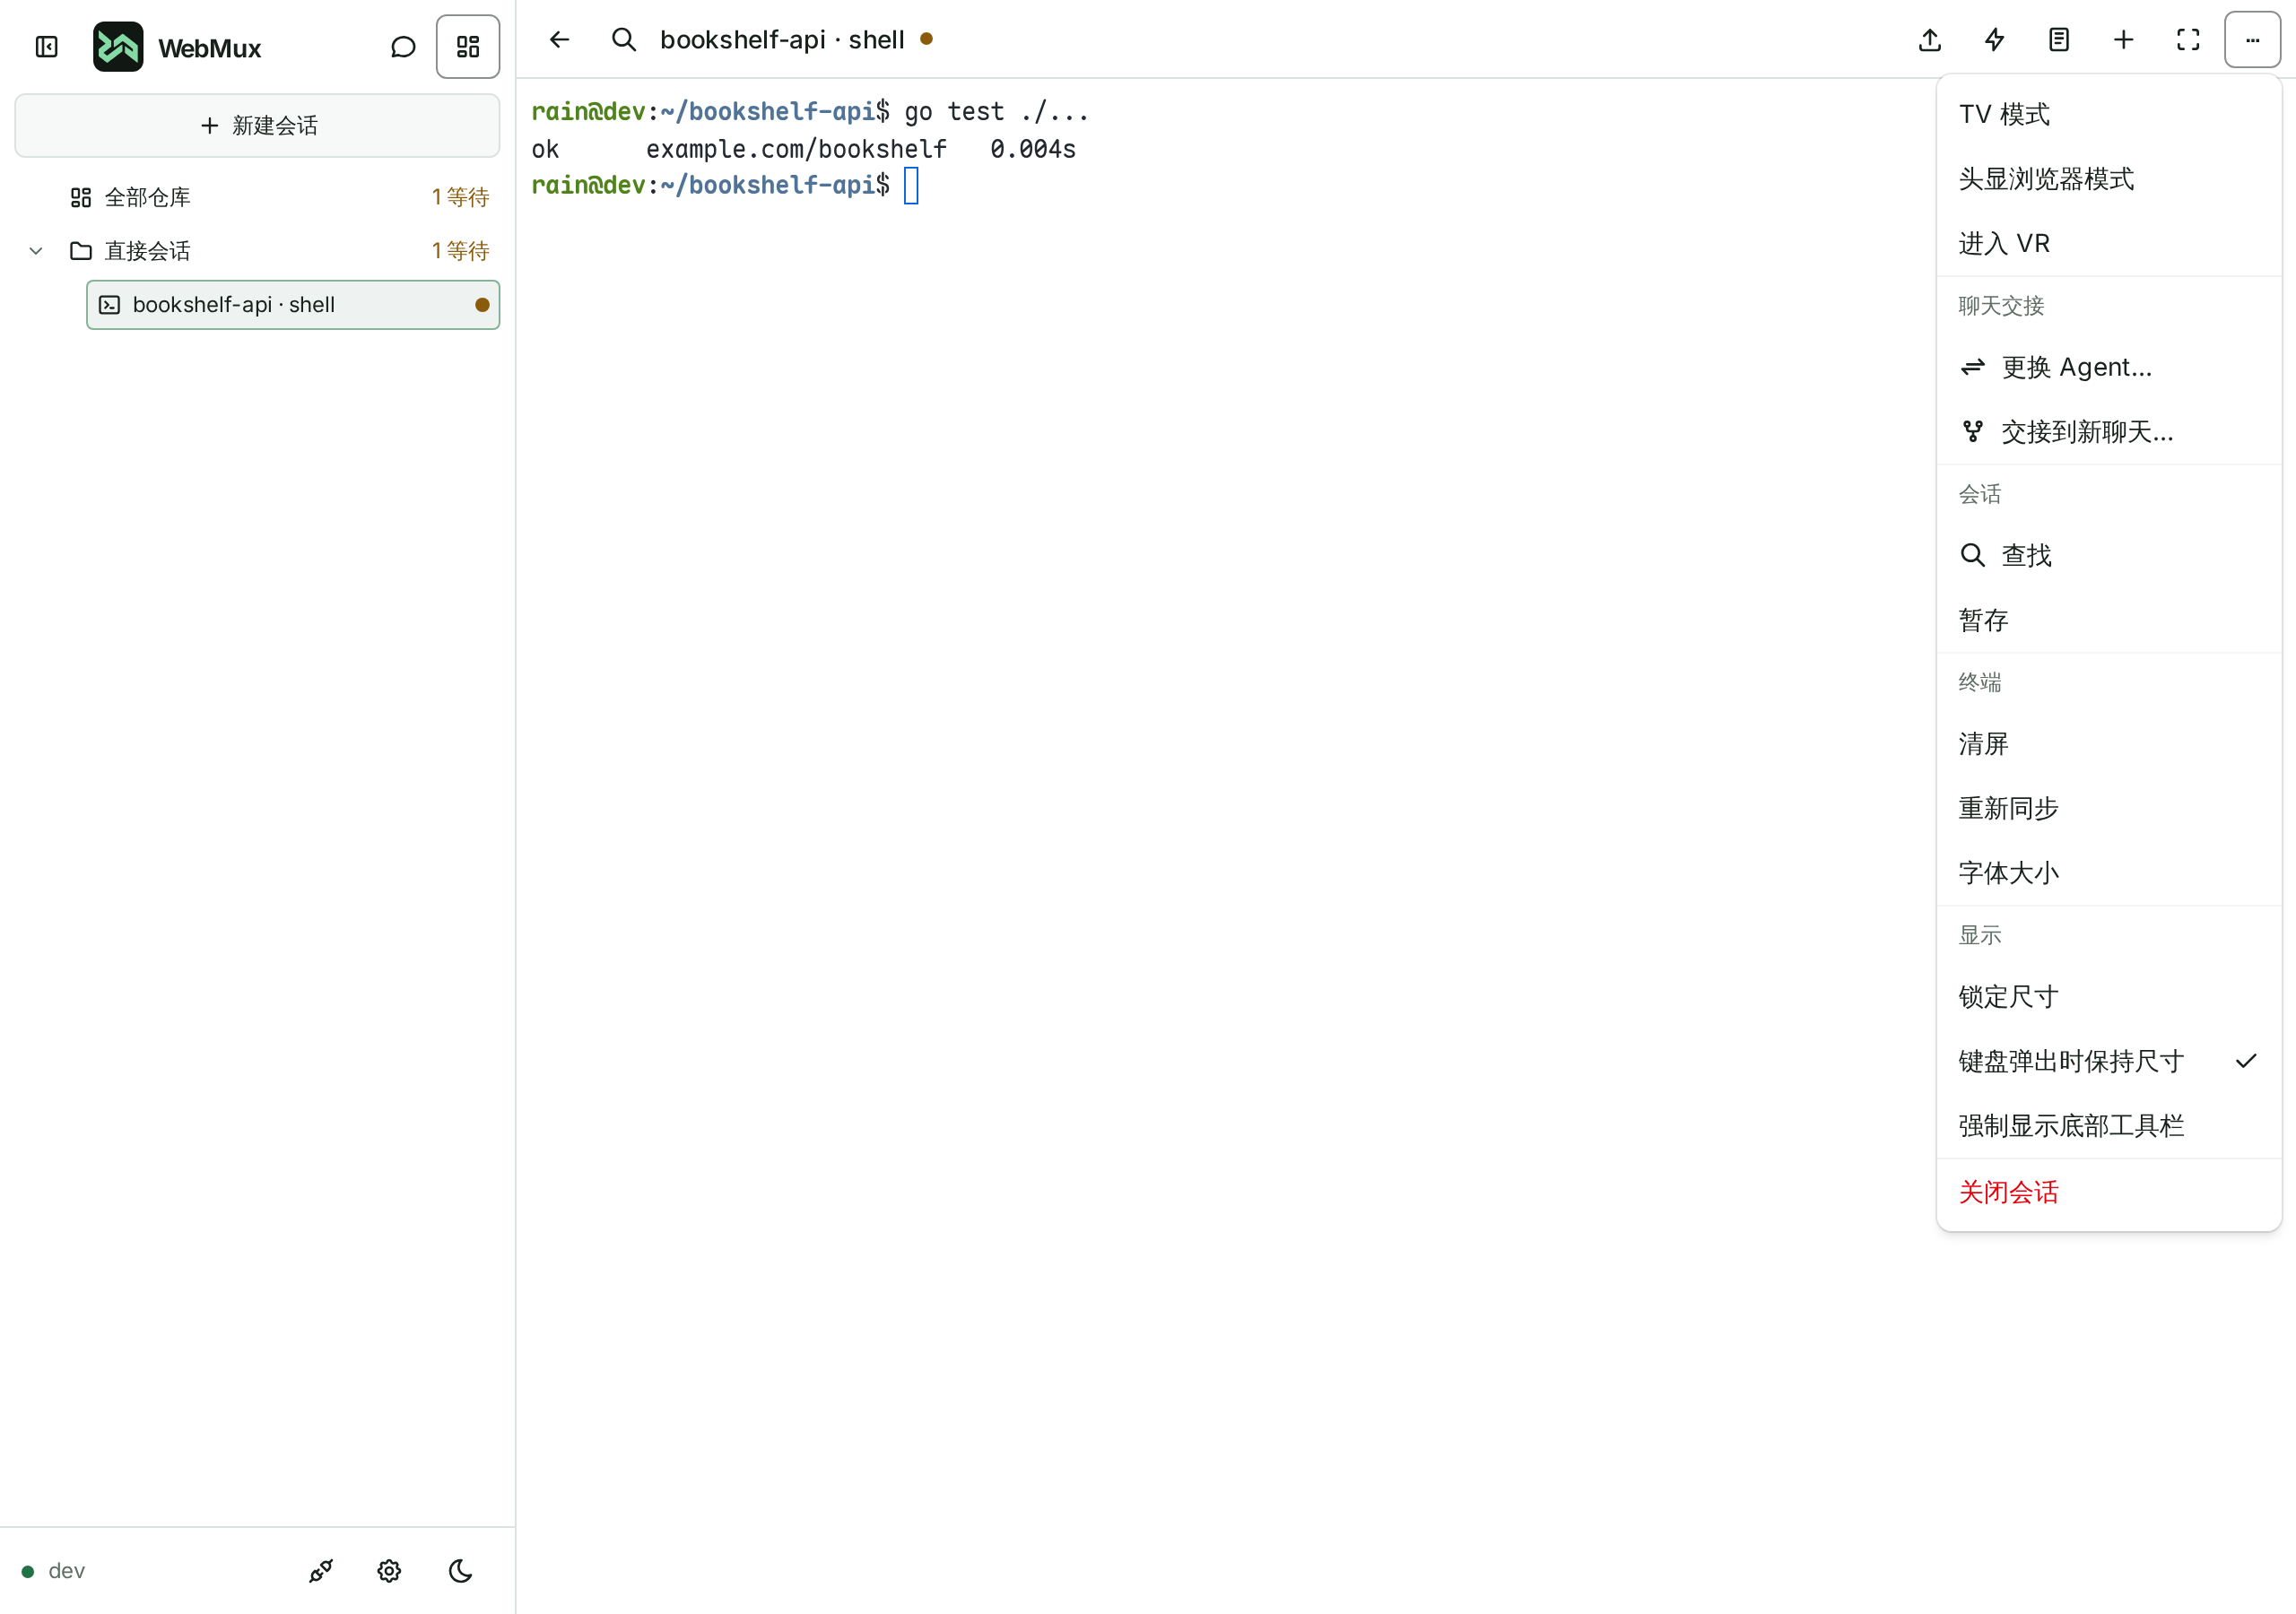 WebMux
新建会话
全部仓库 1 等待
直接会话 1 等待
bookshelf-api · shell
dev
bookshelf-api · shell
rain@dev:~/bookshelf-api$ go test ./...
ok example.com/bookshelf 0.004s
rain@dev:~/bookshelf-api$
TV 模式
头显浏览器模式
进入 VR
聊天交接
更换 Agent...
交接到新聊天...
会话
查找
暂存
终端
清屏
重新同步
字体大小
显示
锁定尺寸
键盘弹出时保持尺寸
强制显示底部工具栏
关闭会话